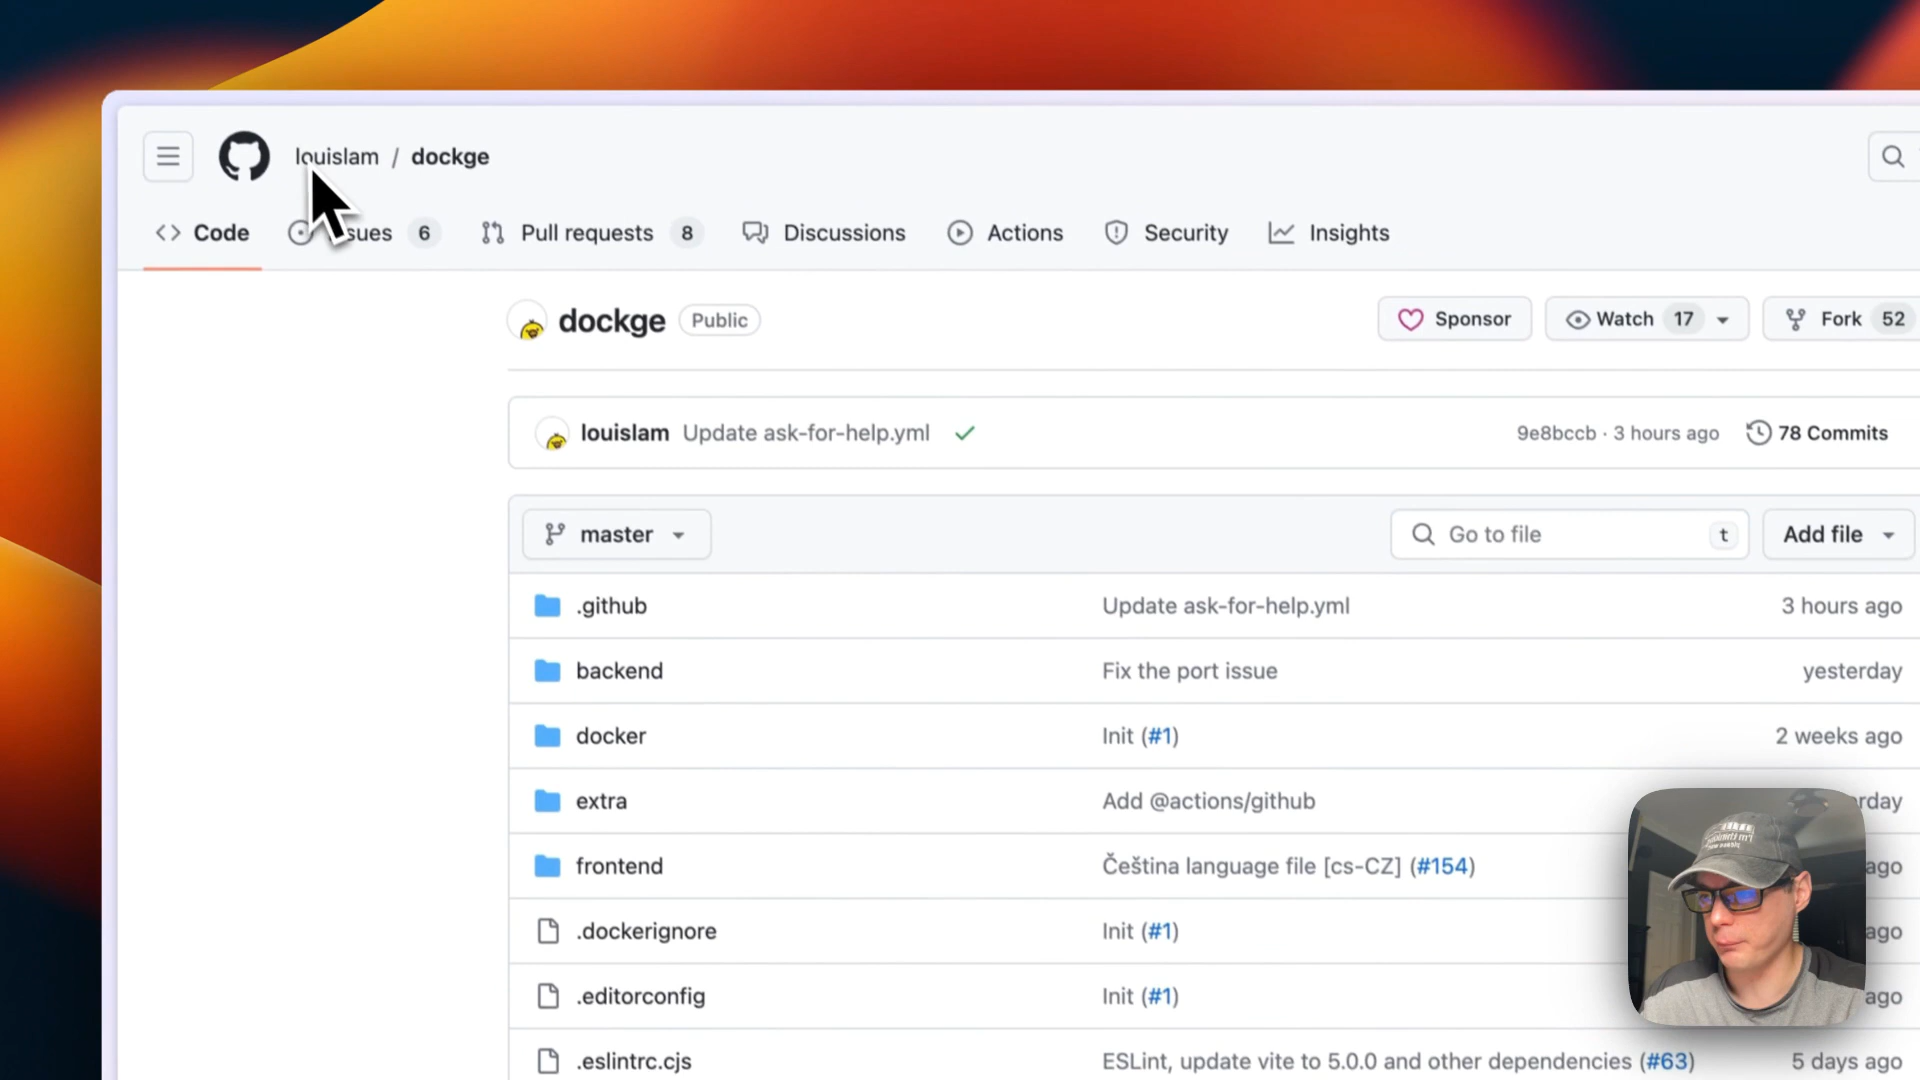 louislam / dockge
Code
sues 6
Pull requests 8
Discussions
Actions
Security
Insights
dockge Public
Sponsor
Watch 17
Fork 52
louislam Update ask-for-help.yml
9e8bccb · 3 hours ago
78 Commits
master
Go to file t
Add file
.github Update ask-for-help.yml 3 hours ago
backend Fix the port issue yesterday
docker Init (#1) 2 weeks ago
extra Add @actions/github rday
frontend Čeština language file [cs-CZ] (#154) ago
.dockerignore Init (#1) ago
.editorconfig Init (#1) ago
.eslintrc.cjs ESLint, update vite to 5.0.0 and other dependencies (#63) 5 days ago